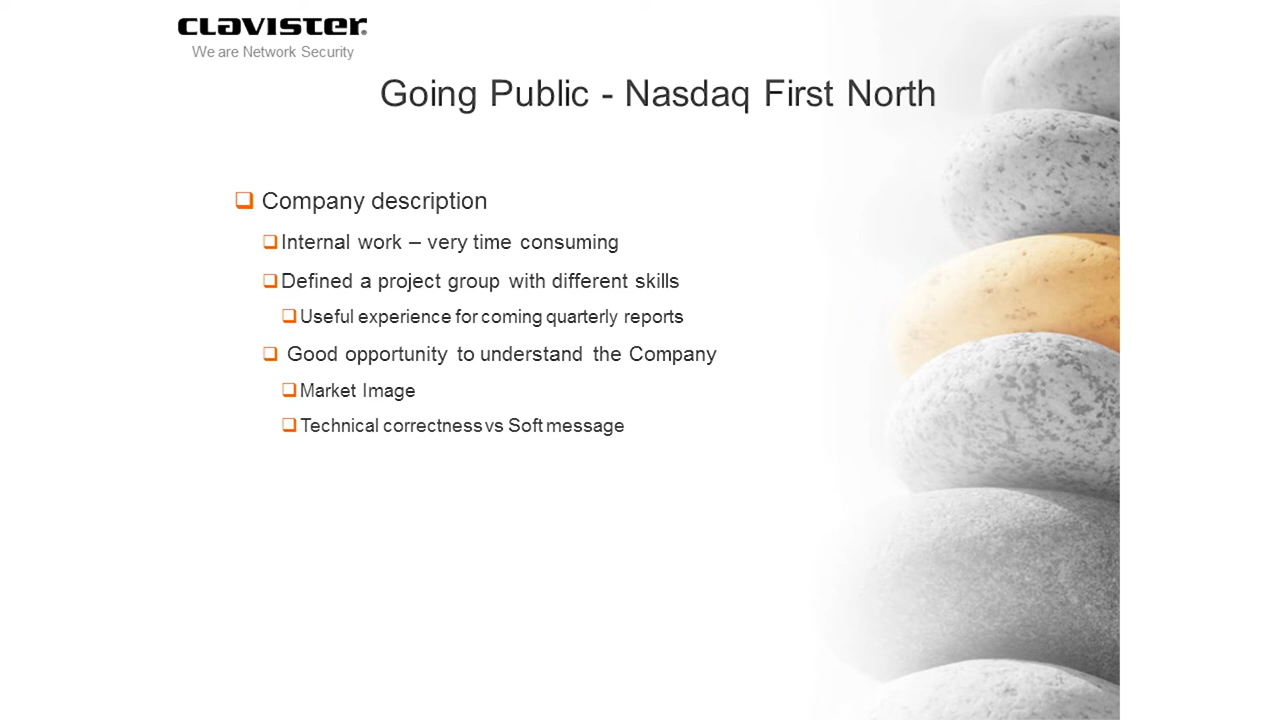 CLAVISTER®
We are Network Security
Going Public - Nasdaq First North
Company description
Internal work – very time consuming
Defined a project group with different skills
Useful experience for coming quarterly reports
Good opportunity to understand the Company
Market Image
Technical correctness vs Soft message